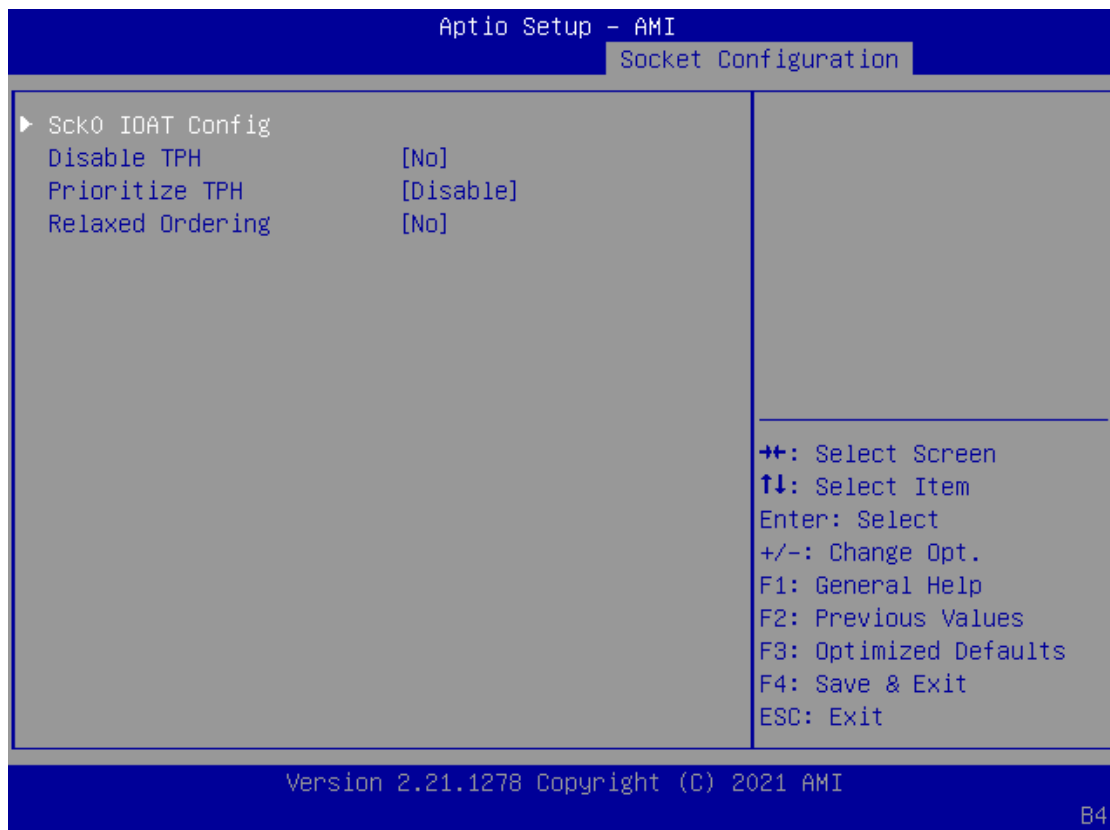 Aptio Setup – AMI
Socket Configuration
▶ Sck0 IOAT Config
Disable TPH [No]
Prioritize TPH [Disable]
Relaxed Ordering [No]
→←: Select Screen
↑↓: Select Item
Enter: Select
+/-: Change Opt.
F1: General Help
F2: Previous Values
F3: Optimized Defaults
F4: Save & Exit
ESC: Exit
Version 2.21.1278 Copyright (C) 2021 AMI
B4